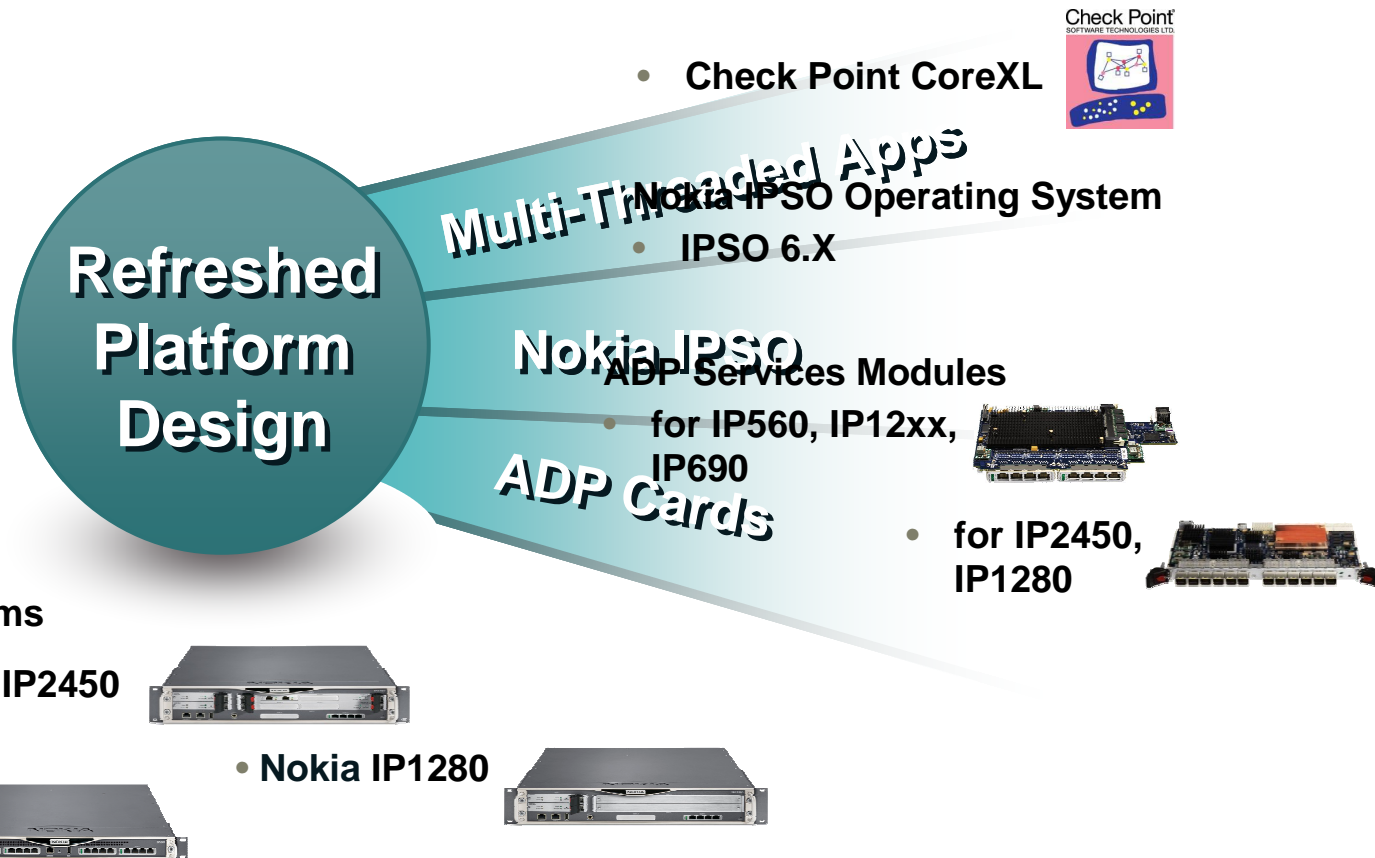 Check Point
SOFTWARE TECHNOLOGIES LTD.
• Check Point CoreXL
Multi-Threaded Apps
Nokia IPSO Operating System
• IPSO 6.X
Refreshed
Platform
Design
Nokia IPSO
ADP Services Modules
• for IP560, IP12xx,
IP690
ADP Cards
• for IP2450,
IP1280
ms
IP2450
• Nokia IP1280
NOKIA